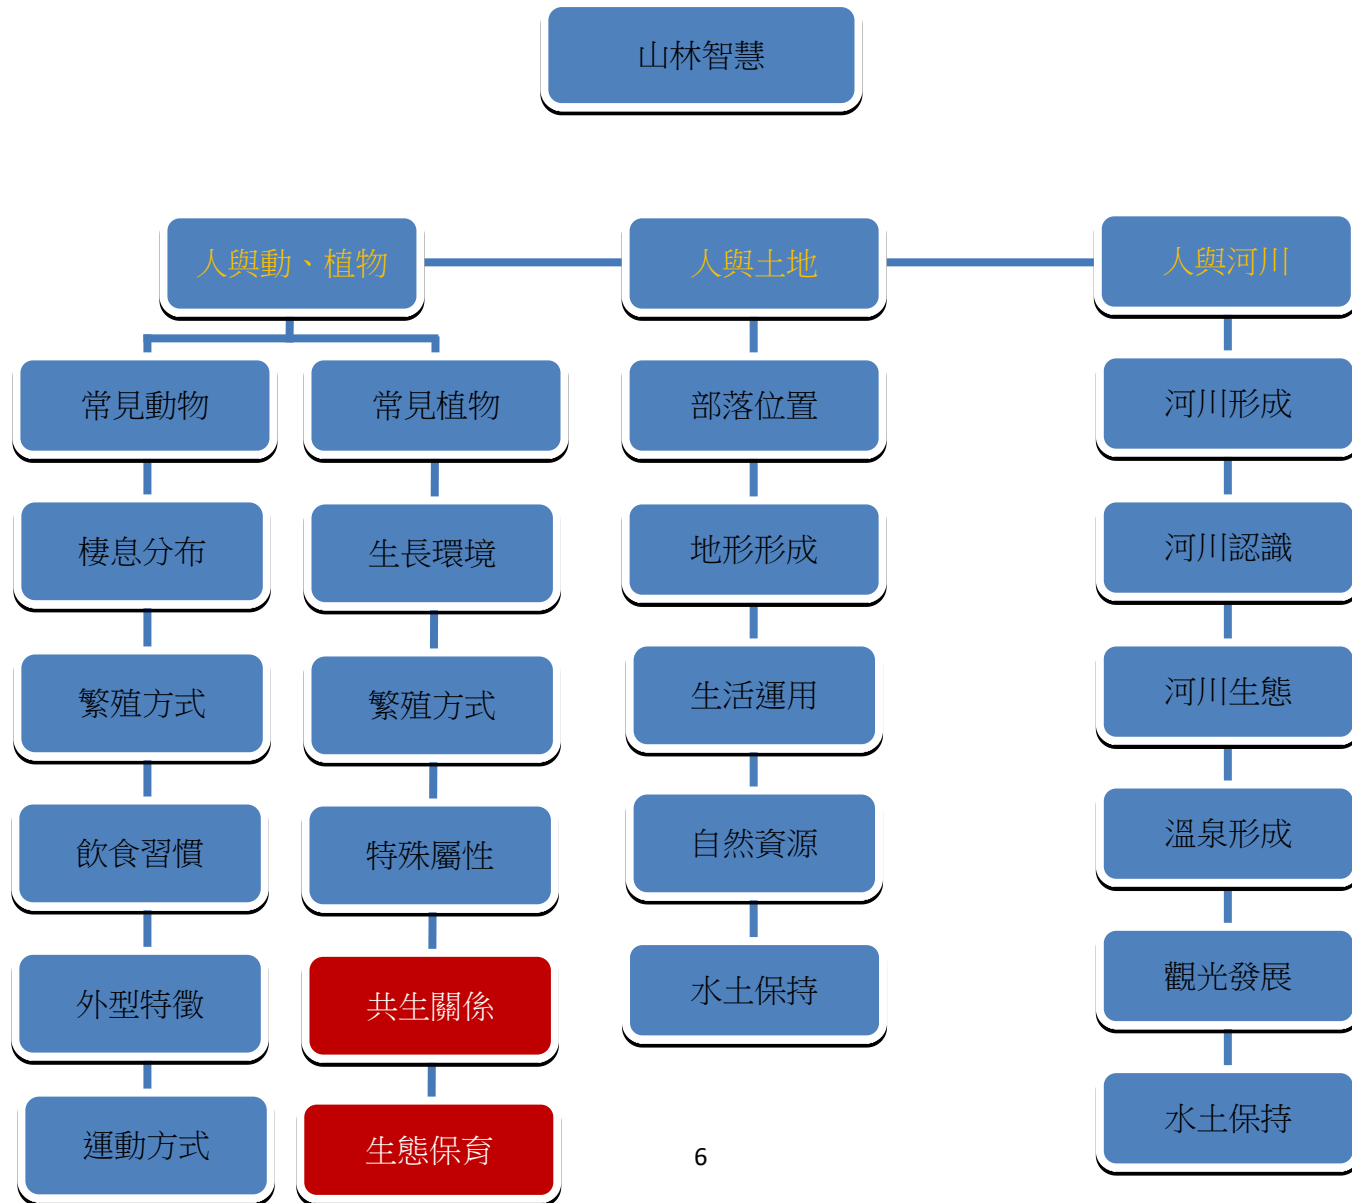 山林智慧
人與動、植物
人與土地
人與河川
常見動物
常見植物
部落位置
河川形成
棲息分布
生長環境
地形形成
河川認識
繁殖方式
繁殖方式
生活運用
河川生態
飲食習慣
特殊屬性
自然資源
溫泉形成
外型特徵
共生關係
水土保持
觀光發展
運動方式
生態保育
水土保持
6